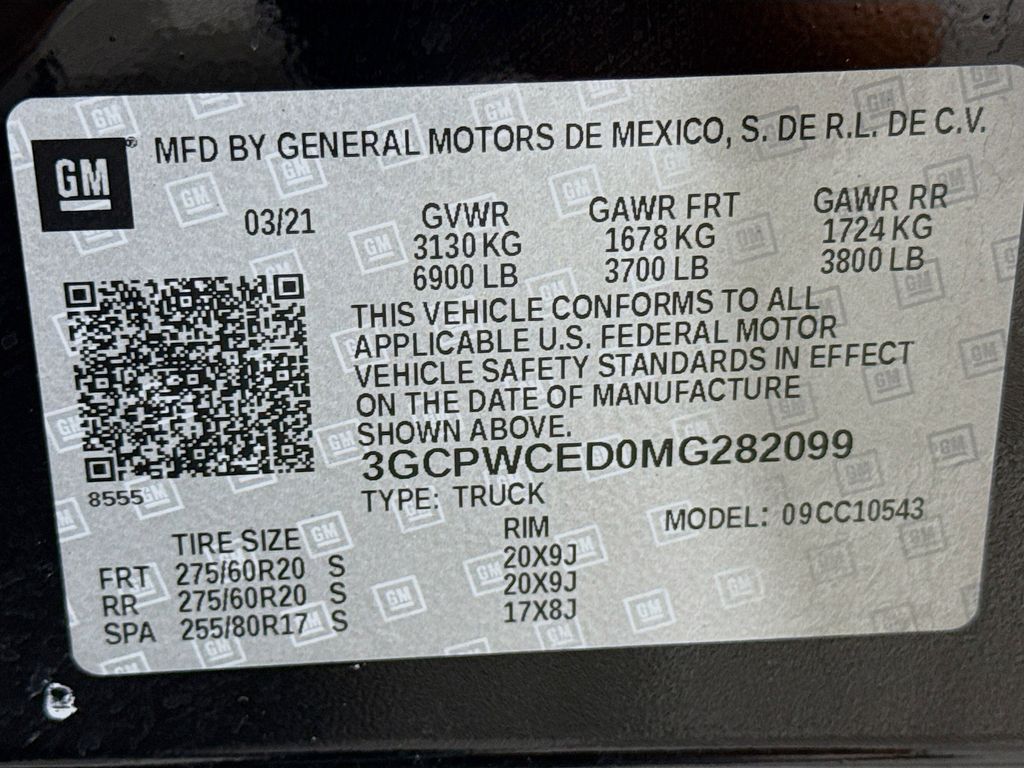 GM
MFD BY GENERAL MOTORS DE MEXICO, S. DE R.L. DE C.V.
03/21
GVWR GAWR FRT GAWR RR
3130 KG 1678 KG 1724 KG
6900 LB 3700 LB 3800 LB
THIS VEHICLE CONFORMS TO ALL
APPLICABLE U.S. FEDERAL MOTOR
VEHICLE SAFETY STANDARDS IN EFFECT
ON THE DATE OF MANUFACTURE
SHOWN ABOVE.
3GCPWCED0MG282099
8555
TYPE: TRUCK
MODEL: 09CC10543
TIRE SIZE RIM
FRT 275/60R20 S 20X9J
RR 275/60R20 S 20X9J
SPA 255/80R17 S 17X8J